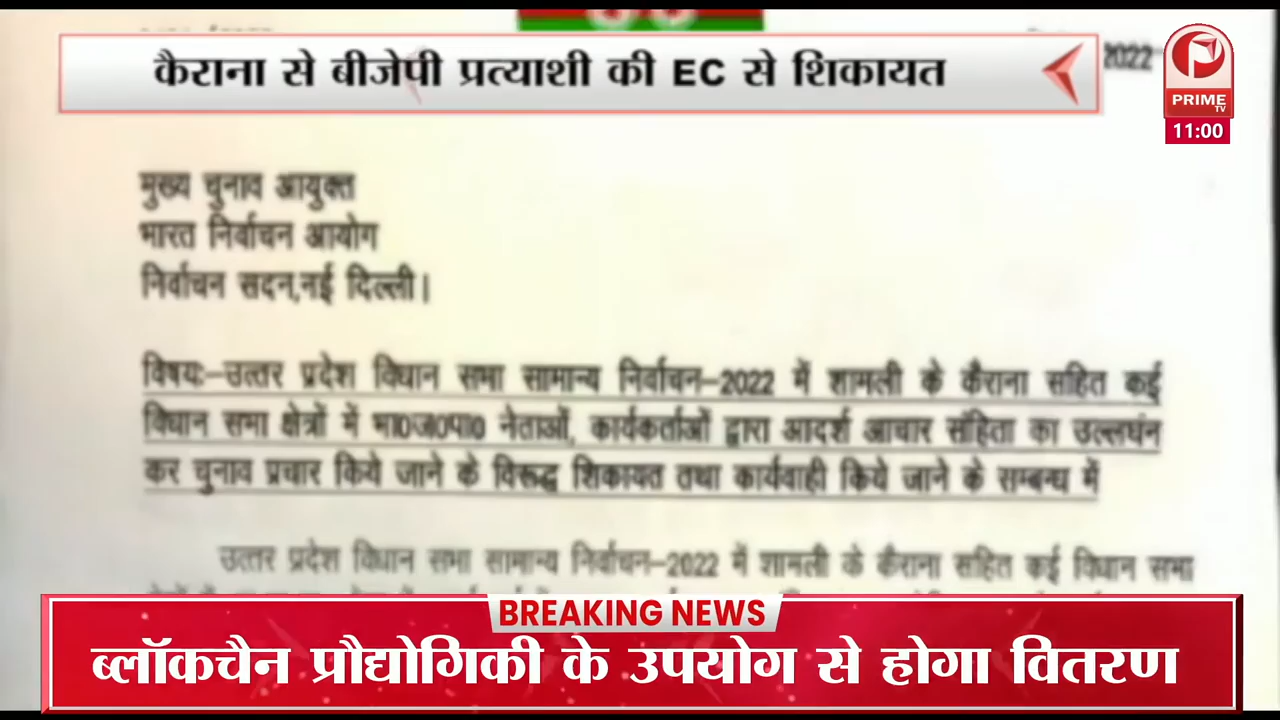 2022
कैराना से बीजेपी प्रत्याशी की EC से शिकायत
PRIME
TV
11:00
मुख्य चुनाव आयुक्त
भारत निर्वाचन आयोग
निर्वाचन सदन,नई दिल्ली।
विषयः–उत्तर प्रदेश विधान सभा सामान्य निर्वाचन–2022 में शामली के कैराना सहित कई
विधान सभा क्षेत्रों में भा0ज0पा0 नेताओं, कार्यकर्ताओं द्वारा आदर्श आचार संहिता का उल्लघंन
कर चुनाव प्रचार किये जाने के विरूद्ध शिकायत तथा कार्यवाही किये जाने के सम्बन्ध में
उत्तर प्रदेश विधान सभा सामान्य निर्वाचन–2022 में शामली के कैराना सहित कई विधान सभा
BREAKING NEWS
ब्लॉकचैन प्रौद्योगिकी के उपयोग से होगा वितरण